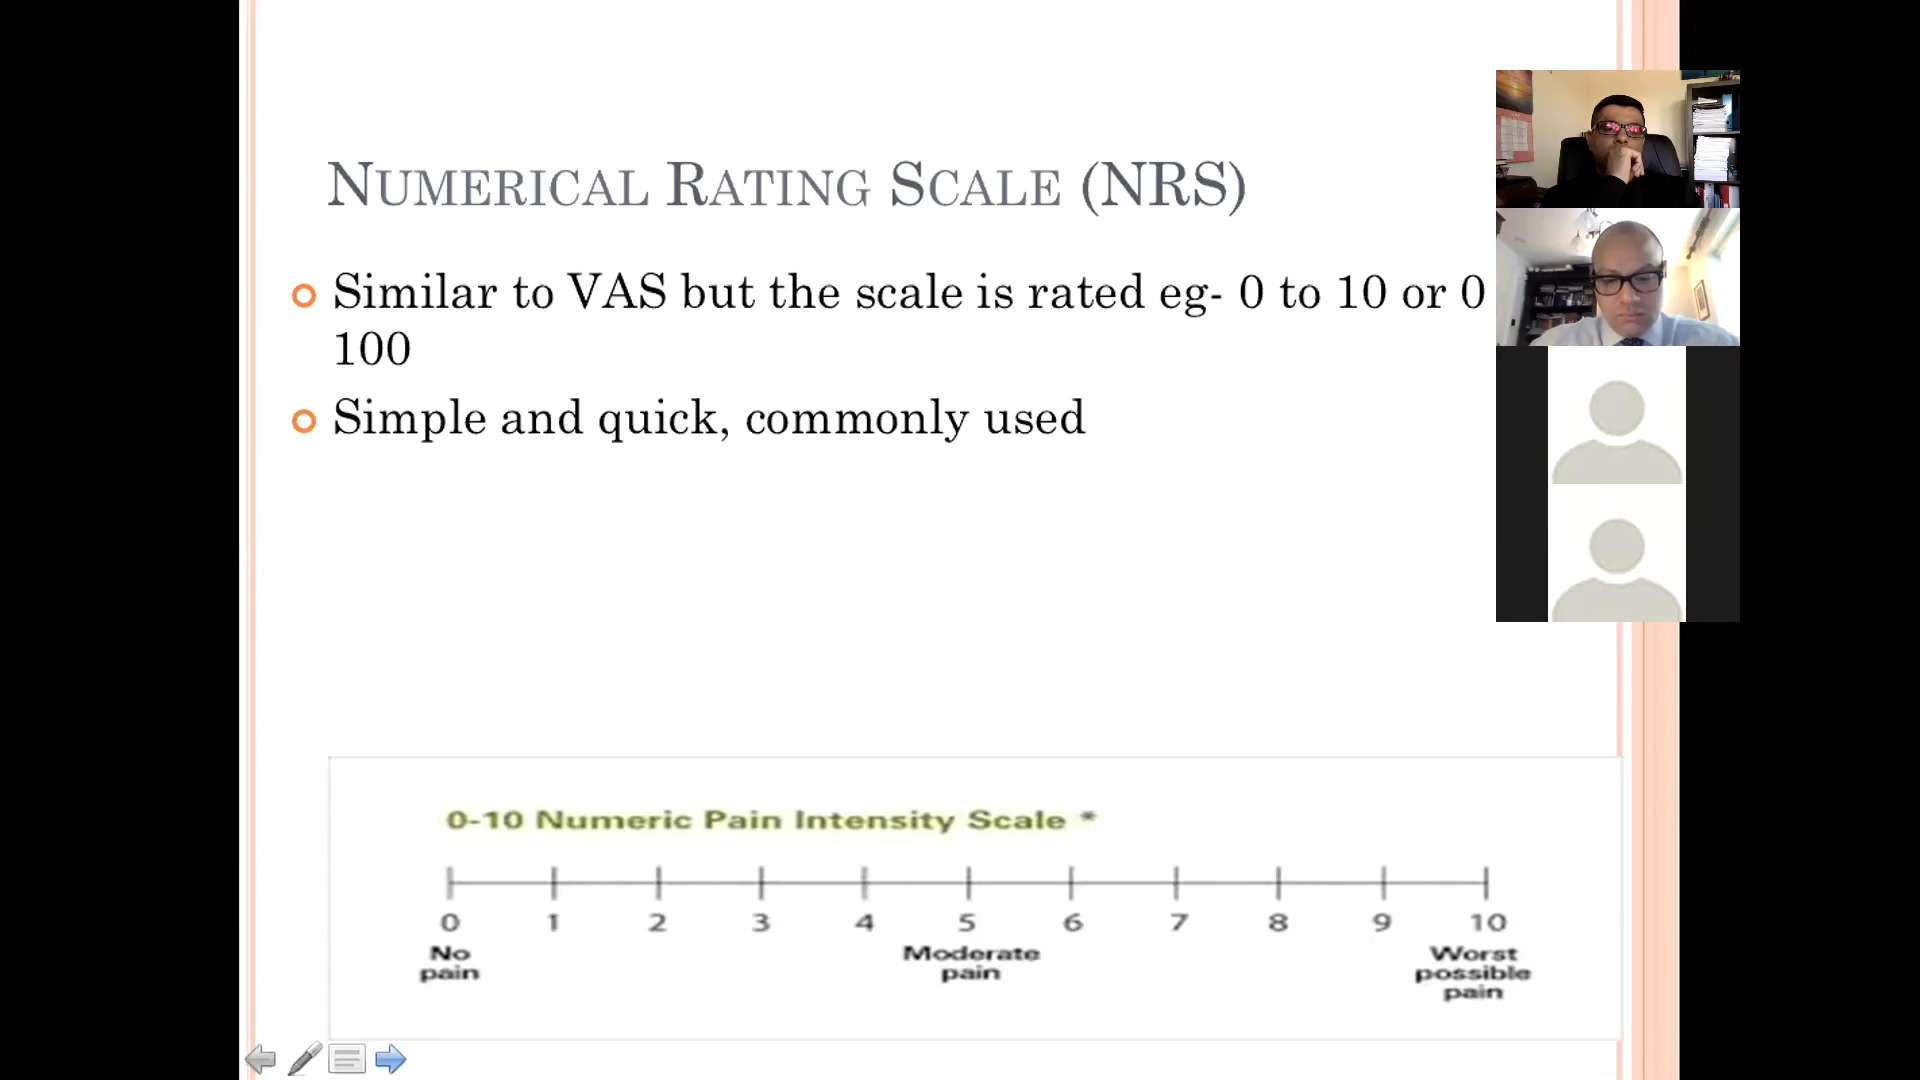 NUMERICAL RATING SCALE (NRS)
Similar to VAS but the scale is rated eg- 0 to 10 or 0
100
Simple and quick, commonly used
0-10 Numeric Pain Intensity Scale *
0 1 2 3 4 5 6 7 8 9 10
No pain
Moderate pain
Worst possible pain